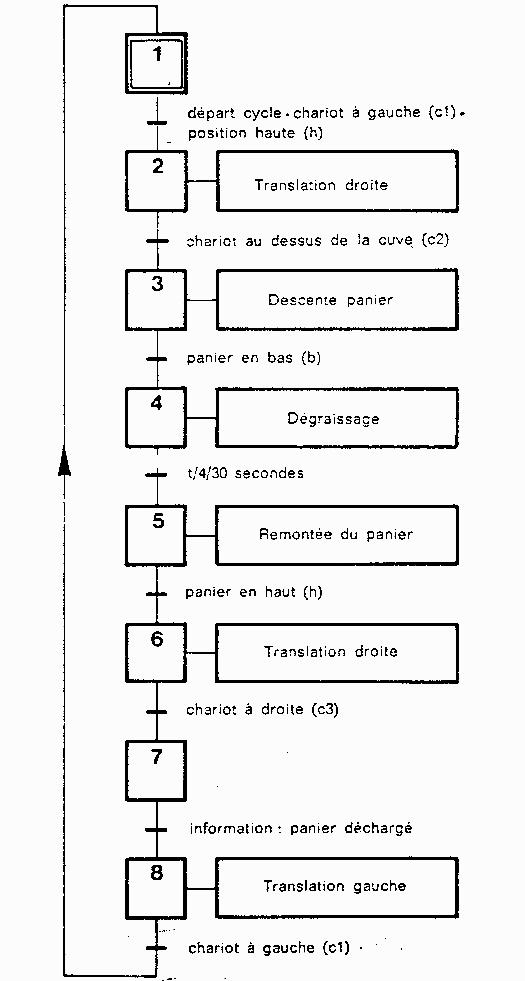 1
départ cycle . chariot à gauche (c1) .
position haute (h)
2
Translation droite
chariot au dessus de la cuve (c2)
3
Descente panier
panier en bas (b)
4
Dégraissage
t/4/30 secondes
5
Remontée du panier
panier en haut (h)
6
Translation droite
chariot à droite (c3)
7
information : panier déchargé
8
Translation gauche
chariot à gauche (c1)